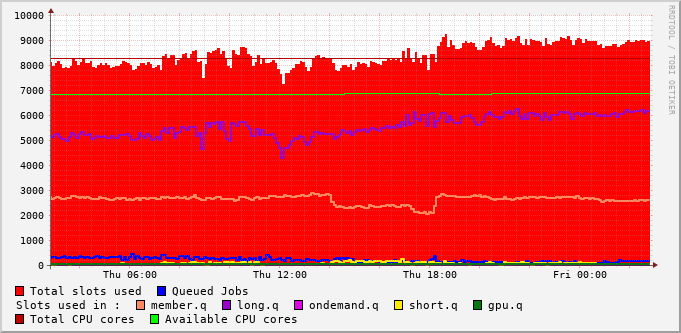 10000
9000
8000
7000
6000
5000
4000
3000
2000
1000
0
Thu 06:00 Thu 12:00 Thu 18:00 Fri 00:00
Total slots used Queued Jobs
Slots used in : member.q long.q ondemand.q short.q gpu.q
Total CPU cores Available CPU cores
RRDTOOL / TOBI OETIKER